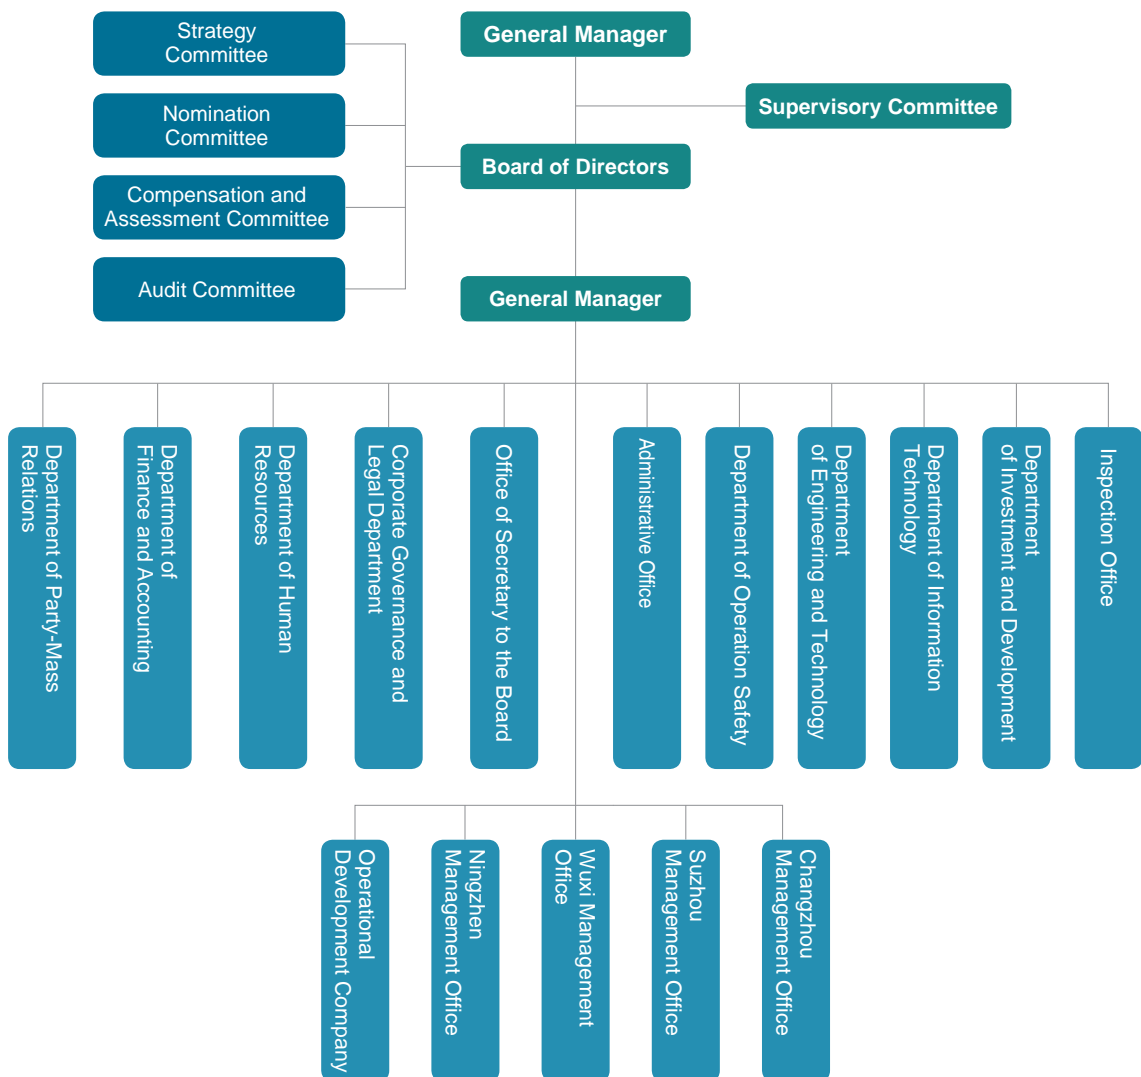 Strategy
Committee
General Manager
Nomination
Committee
Supervisory Committee
Board of Directors
Compensation and
Assessment Committee
Audit Committee
General Manager
Department of Party-Mass
Relations
Department of
Finance and Accounting
Department of Human
Resources
Corporate Governance and
Legal Department
Office of Secretary to the Board
Administrative Office
Department of Operation Safety
Department
of Engineering and Technology
Department of Information
Technology
Department
of Investment and Development
Inspection Office
Operational
Development Company
Ningzhen
Management Office
Wuxi Management
Office
Suzhou
Management Office
Changzhou
Management Office